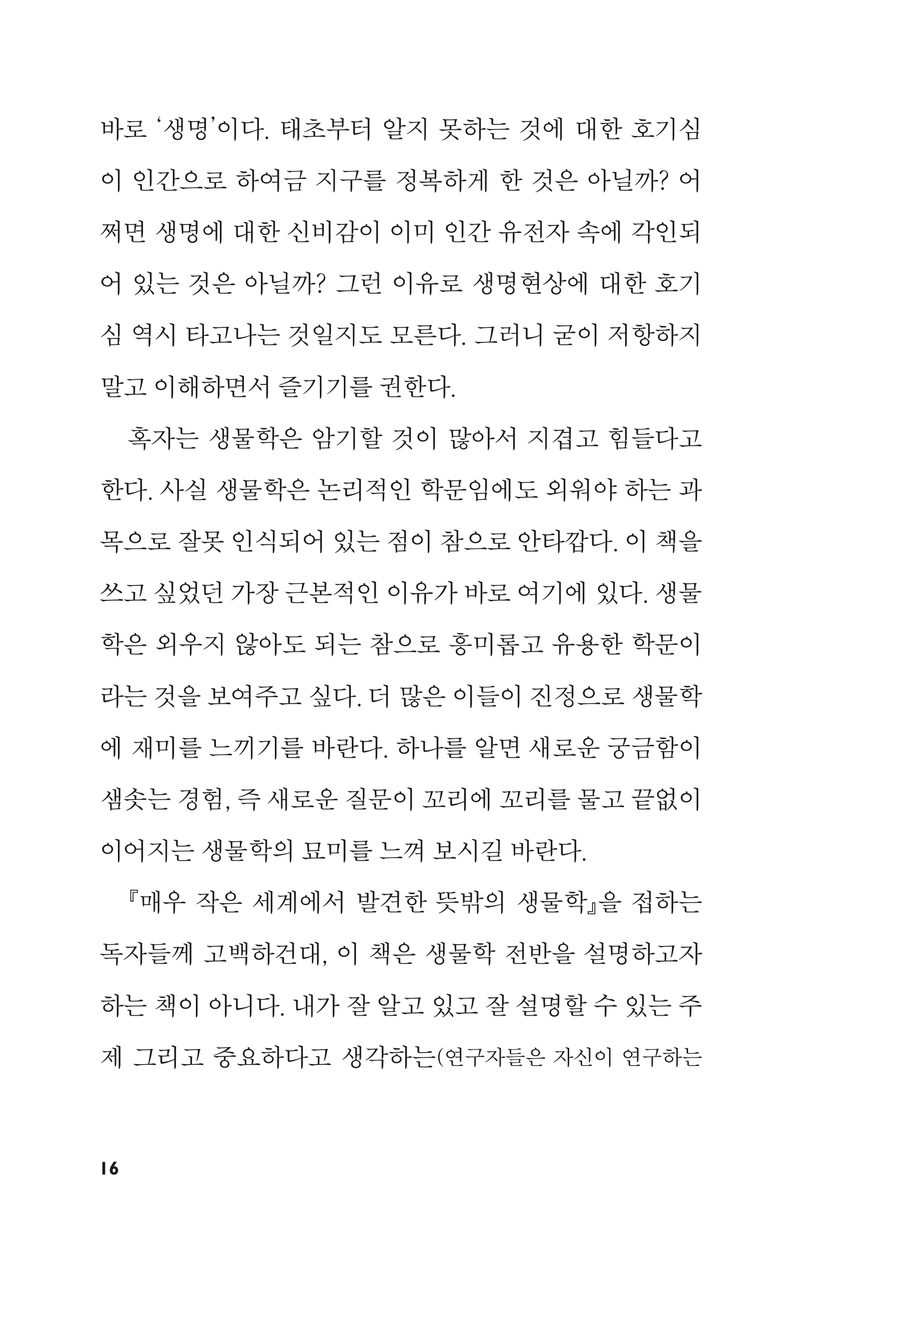 바로 ‘생명’이다. 태초부터 알지 못하는 것에 대한 호기심
이 인간으로 하여금 지구를 정복하게 한 것은 아닐까? 어
쩌면 생명에 대한 신비감이 이미 인간 유전자 속에 각인되
어 있는 것은 아닐까? 그런 이유로 생명현상에 대한 호기
심 역시 타고나는 것일지도 모른다. 그러니 굳이 저항하지
말고 이해하면서 즐기기를 권한다.
혹자는 생물학은 암기할 것이 많아서 지겹고 힘들다고
한다. 사실 생물학은 논리적인 학문임에도 외워야 하는 과
목으로 잘못 인식되어 있는 점이 참으로 안타깝다. 이 책을
쓰고 싶었던 가장 근본적인 이유가 바로 여기에 있다. 생물
학은 외우지 않아도 되는 참으로 흥미롭고 유용한 학문이
라는 것을 보여주고 싶다. 더 많은 이들이 진정으로 생물학
에 재미를 느끼기를 바란다. 하나를 알면 새로운 궁금함이
샘솟는 경험, 즉 새로운 질문이 꼬리에 꼬리를 물고 끝없이
이어지는 생물학의 묘미를 느껴 보시길 바란다.
『매우 작은 세계에서 발견한 뜻밖의 생물학』을 접하는
독자들께 고백하건대, 이 책은 생물학 전반을 설명하고자
하는 책이 아니다. 내가 잘 알고 있고 잘 설명할 수 있는 주
제 그리고 중요하다고 생각하는(연구자들은 자신이 연구하는
16